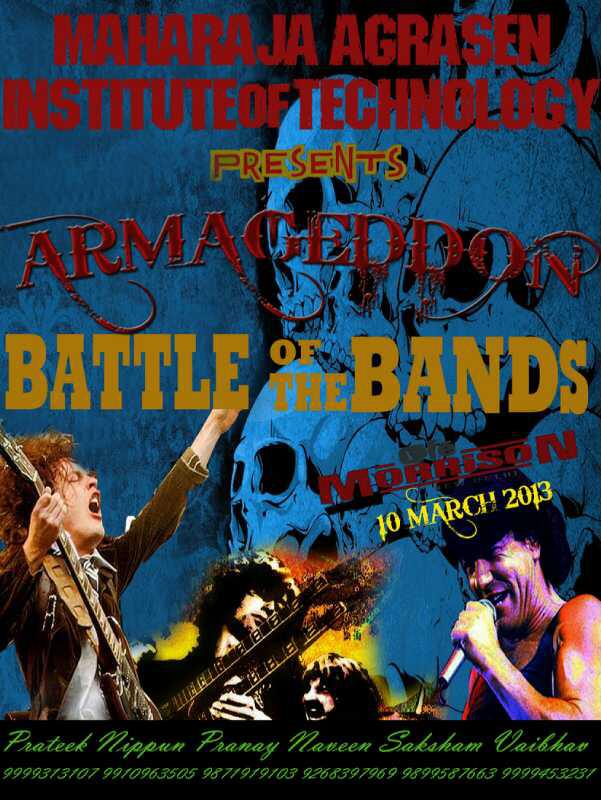 MAHARAJA AGRASEN
INSTITUTE OF TECHNOLOGY
PRESENTS
ARMAGEDDON
BATTLE OF THE BANDS
MORRISON
10 MARCH 2013
Prateek Nippun Pranay Naveen Saksham Vaibhav
9999313107 9910963505 9871919103 9268397969 9899587663 9999453231